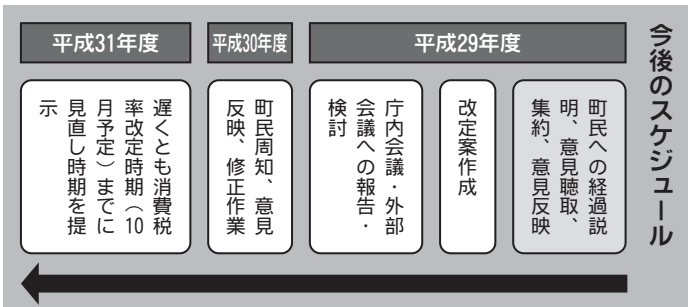 今後のスケジュール
平成29年度
町民への経過説
明、意見聴取、
集約、意見反映
改定案作成
庁内会議・外部
会議への報告・
検討
平成30年度
町民周知、意見
反映、修正作業
平成31年度
遅くとも消費税
率改定時期（10
月予定）までに
見直し時期を提
示